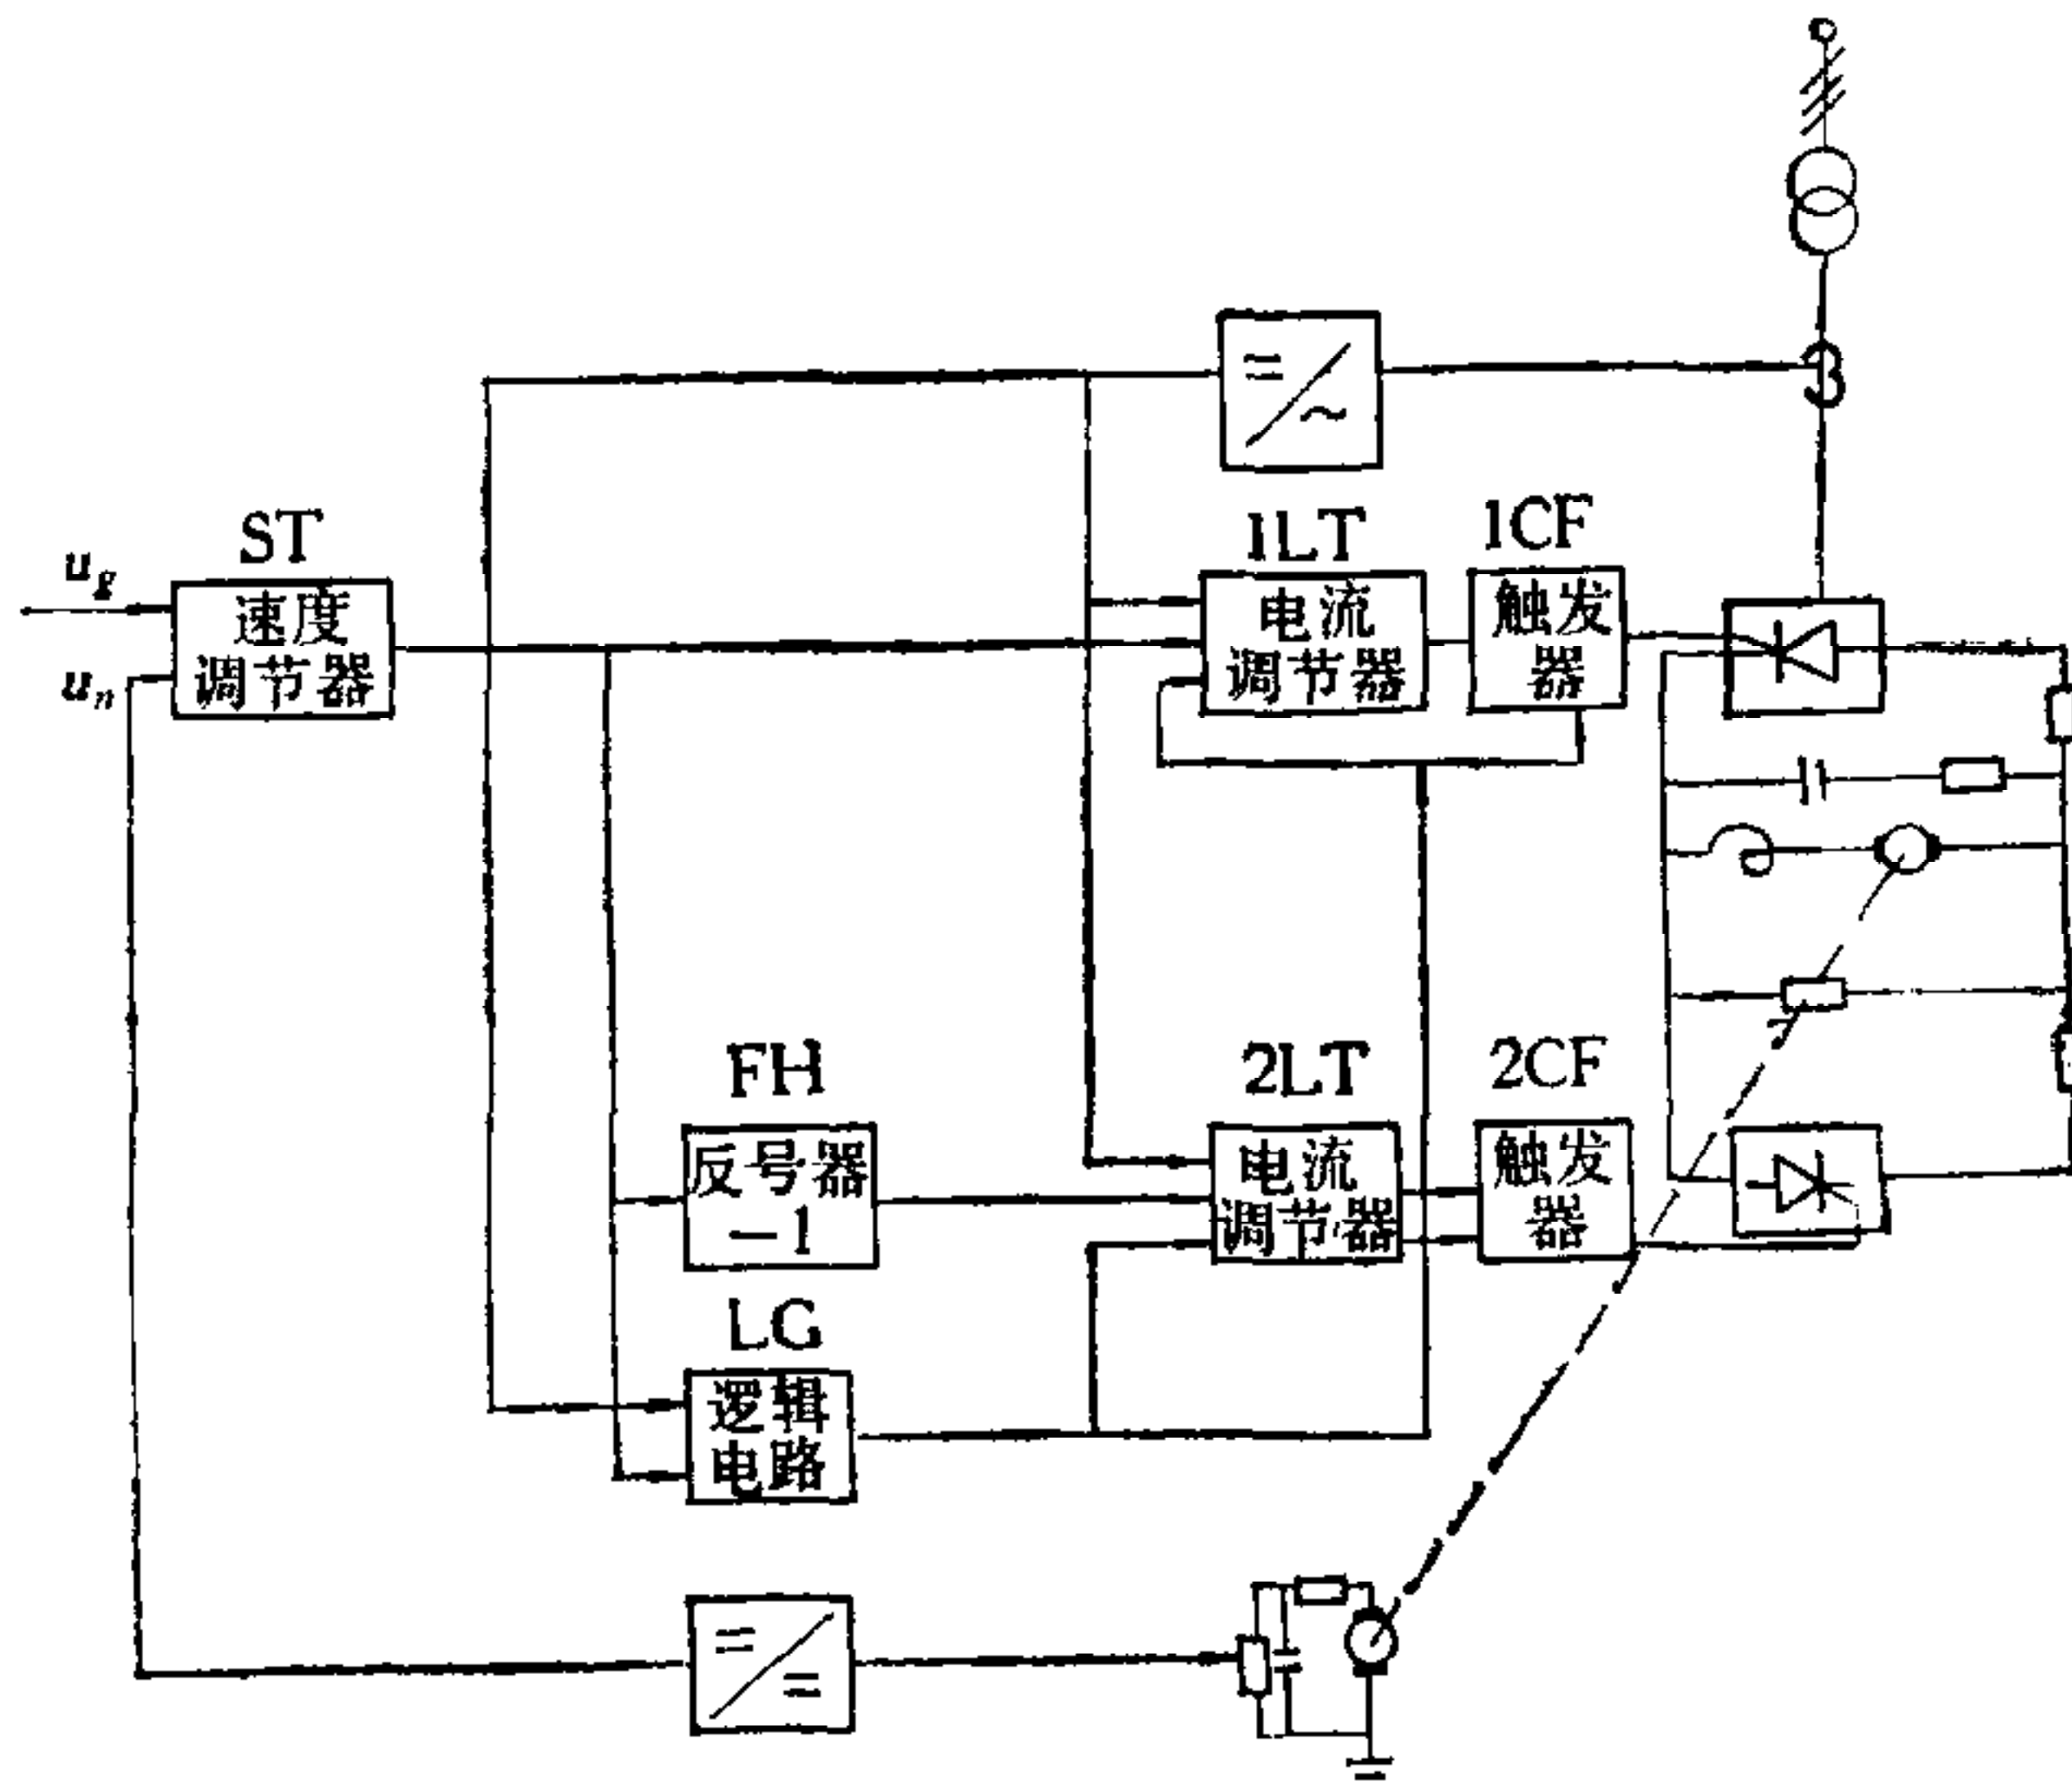 ST
1LT
1CF
u_g
速度
调节器
u_n
电流
调节器
触发
器
FH
2LT
2CF
反号器
-1
电流
调节器
触发
器
LG
逻辑
电路